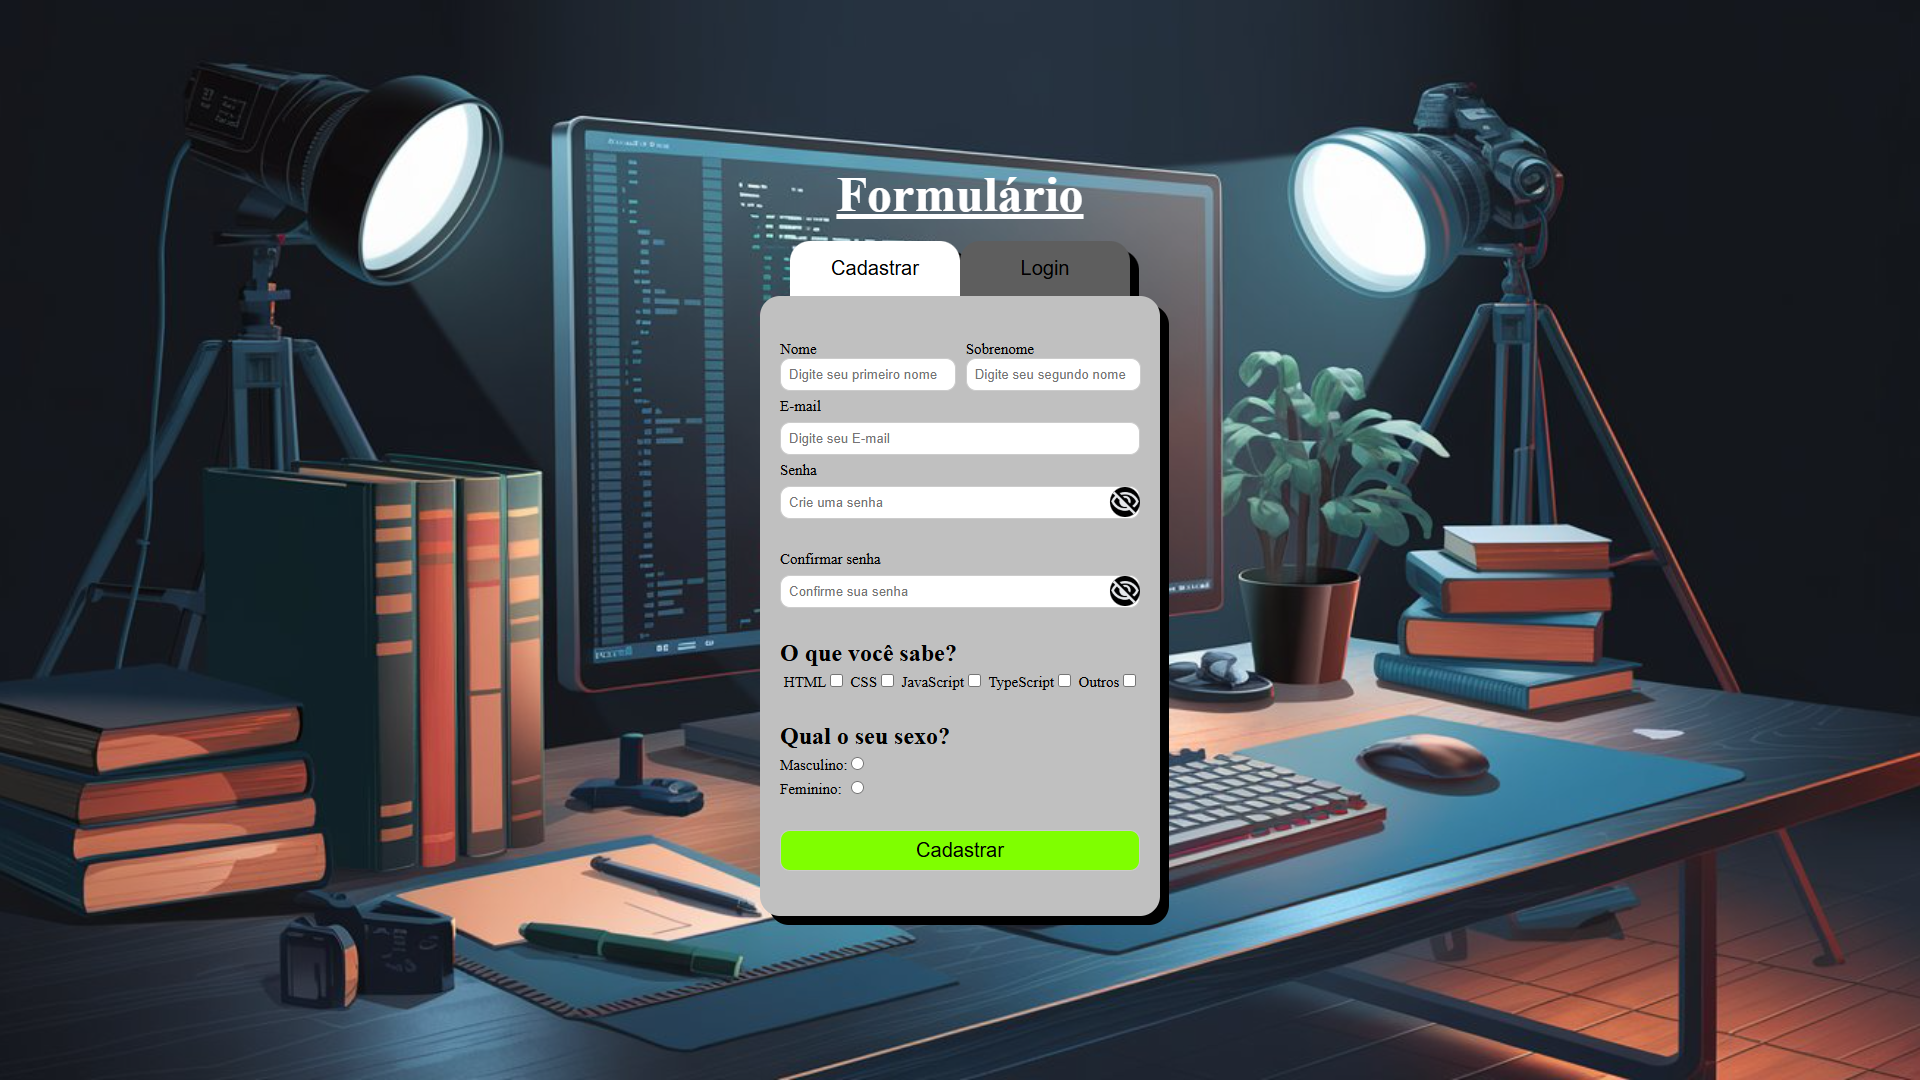 Formulário
Cadastrar Login
Nome Sobrenome
Digite seu primeiro nome Digite seu segundo nome
E-mail
Digite seu E-mail
Senha
Crie uma senha
Confirmar senha
Confirme sua senha
O que você sabe?
HTML CSS JavaScript TypeScript Outros
Qual o seu sexo?
Masculino:
Feminino:
Cadastrar